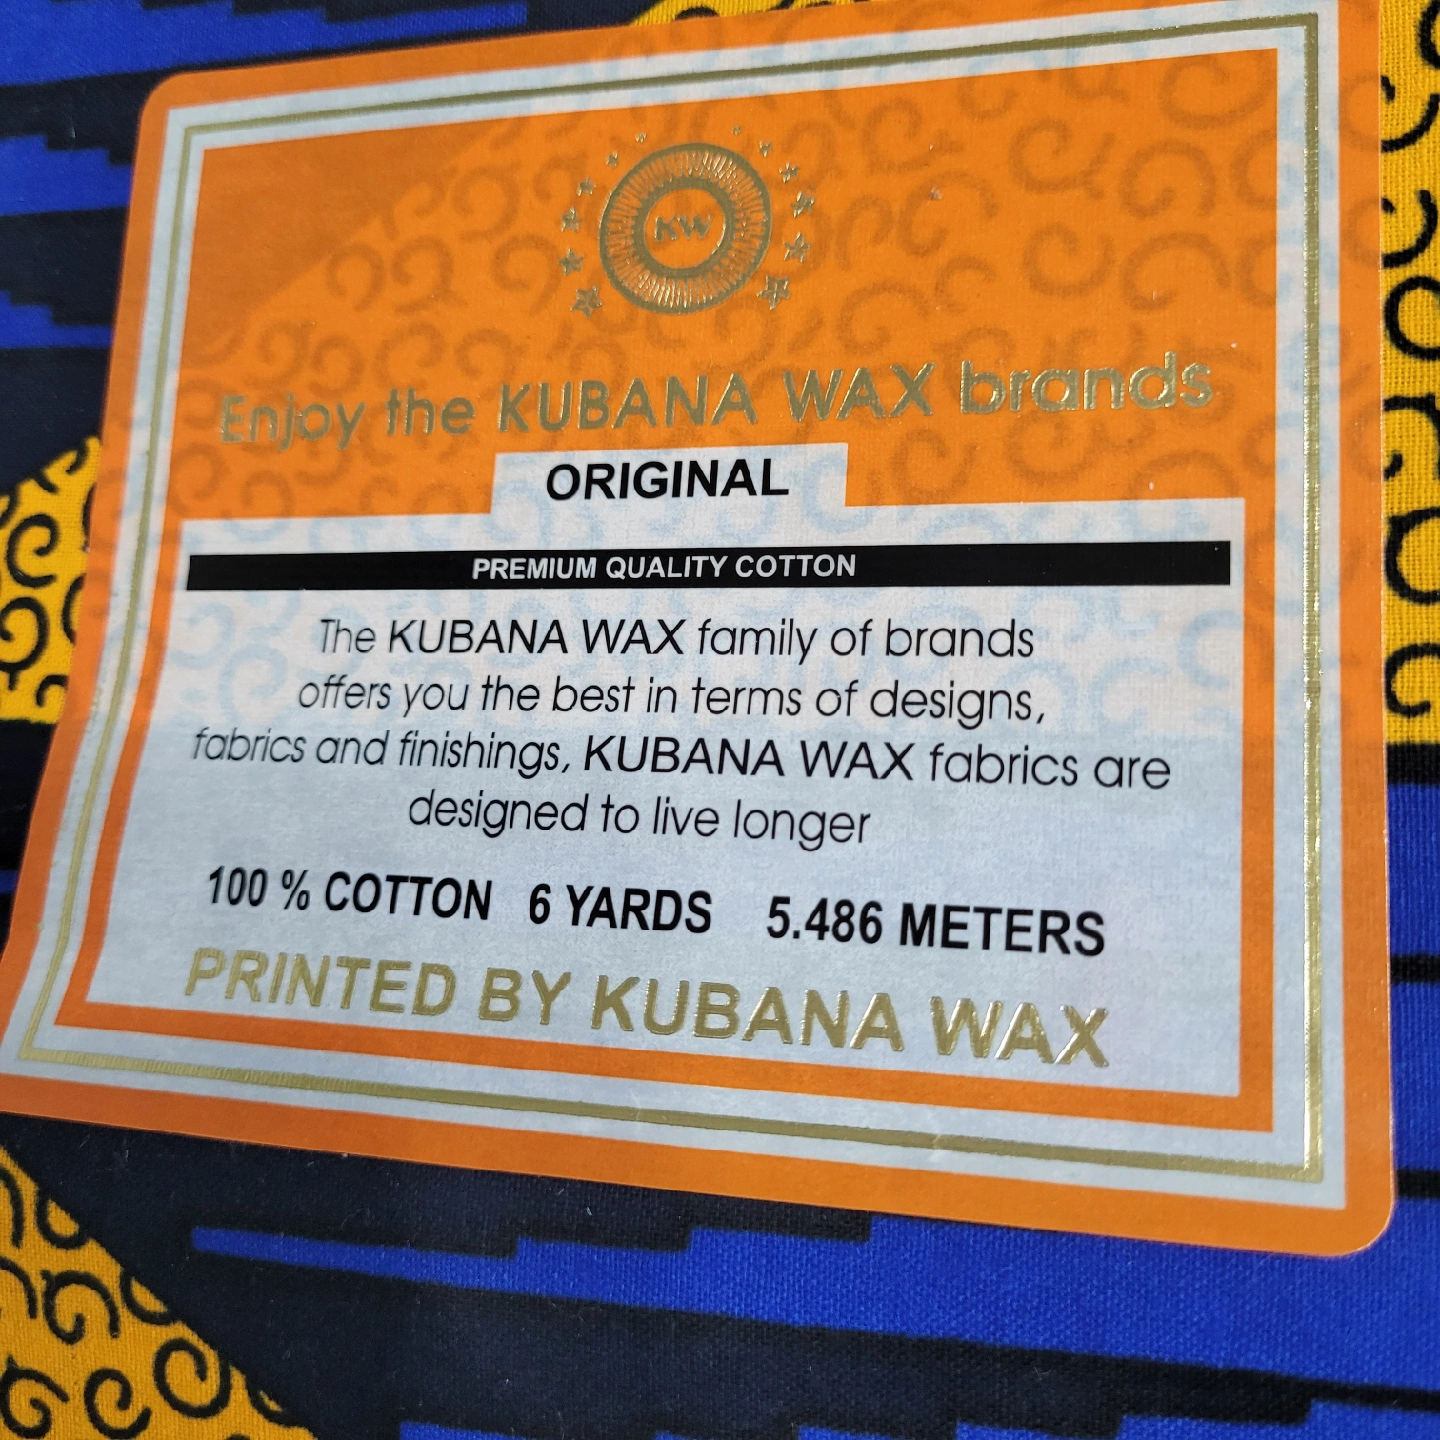 KW
Enjoy the KUBANA WAX brands
ORIGINAL
PREMIUM QUALITY COTTON
The KUBANA WAX family of brands
offers you the best in terms of designs,
fabrics and finishings, KUBANA WAX fabrics are
designed to live longer
100 % COTTON 6 YARDS 5.486 METERS
PRINTED BY KUBANA WAX